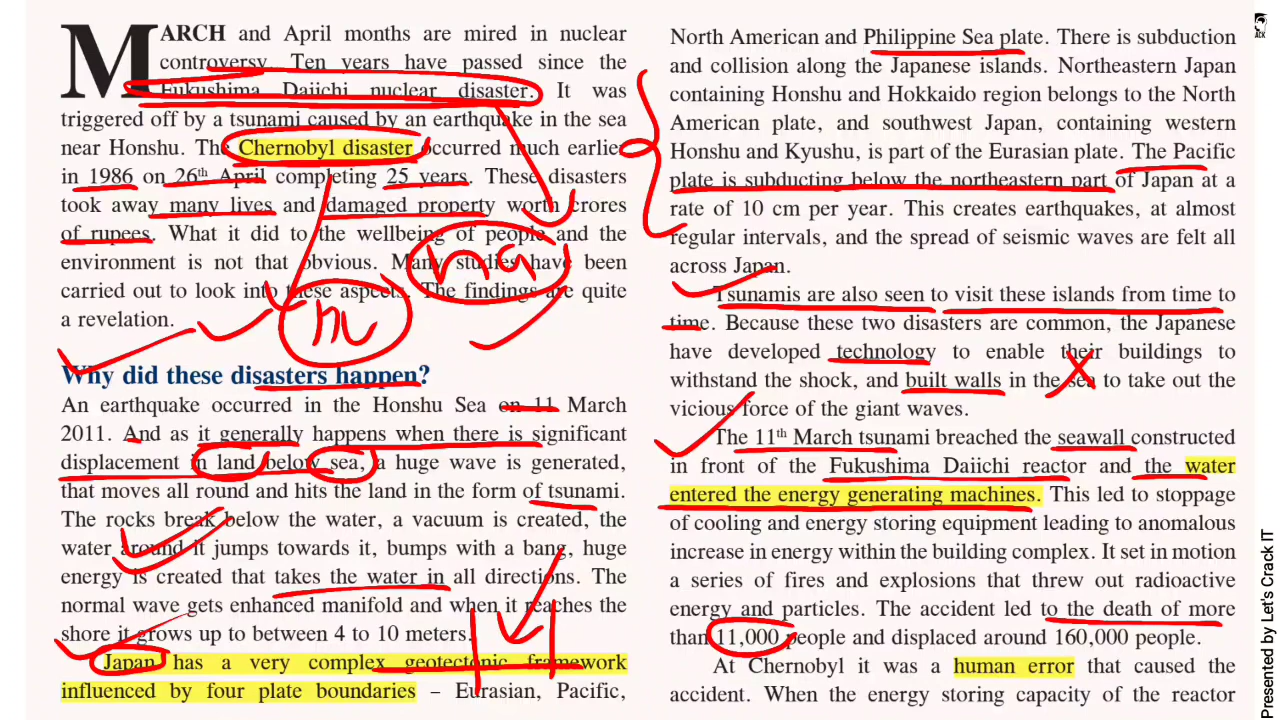 MARCH and April months are mired in nuclear
controversy. Ten years have passed since the
Fukushima Daiichi nuclear disaster. It was
triggered off by a tsunami caused by an earthquake in the sea
near Honshu. The Chernobyl disaster occurred much earlier
in 1986 on 26th April completing 25 years. These disasters
took away many lives and damaged property worth crores
of rupees. What it did to the wellbeing of people and the
environment is not that obvious. Many studies have been
carried out to look into these aspects. The findings are quite
a revelation.
na
hu
Why did these disasters happen?
An earthquake occurred in the Honshu Sea on 11 March
2011. And as it generally happens when there is significant
displacement in land below sea, a huge wave is generated,
that moves all round and hits the land in the form of tsunami.
The rocks break below the water, a vacuum is created, the
water around it jumps towards it, bumps with a bang, huge
energy is created that takes the water in all directions. The
normal wave gets enhanced manifold and when it reaches the
shore it grows up to between 4 to 10 meters.
Japan has a very complex geotectonic framework
influenced by four plate boundaries – Eurasian, Pacific,
North American and Philippine Sea plate. There is subduction
and collision along the Japanese islands. Northeastern Japan
containing Honshu and Hokkaido region belongs to the North
American plate, and southwest Japan, containing western
Honshu and Kyushu, is part of the Eurasian plate. The Pacific
plate is subducting below the northeastern part of Japan at a
rate of 10 cm per year. This creates earthquakes, at almost
regular intervals, and the spread of seismic waves are felt all
across Japan.
Tsunamis are also seen to visit these islands from time to
time. Because these two disasters are common, the Japanese
have developed technology to enable their buildings to
withstand the shock, and built walls in the sea to take out the
vicious force of the giant waves.
The 11th March tsunami breached the seawall constructed
in front of the Fukushima Daiichi reactor and the water
entered the energy generating machines. This led to stoppage
of cooling and energy storing equipment leading to anomalous
increase in energy within the building complex. It set in motion
a series of fires and explosions that threw out radioactive
energy and particles. The accident led to the death of more
than 11,000 people and displaced around 160,000 people.
At Chernobyl it was a human error that caused the
accident. When the energy storing capacity of the reactor
Presented by Let's Crack IT